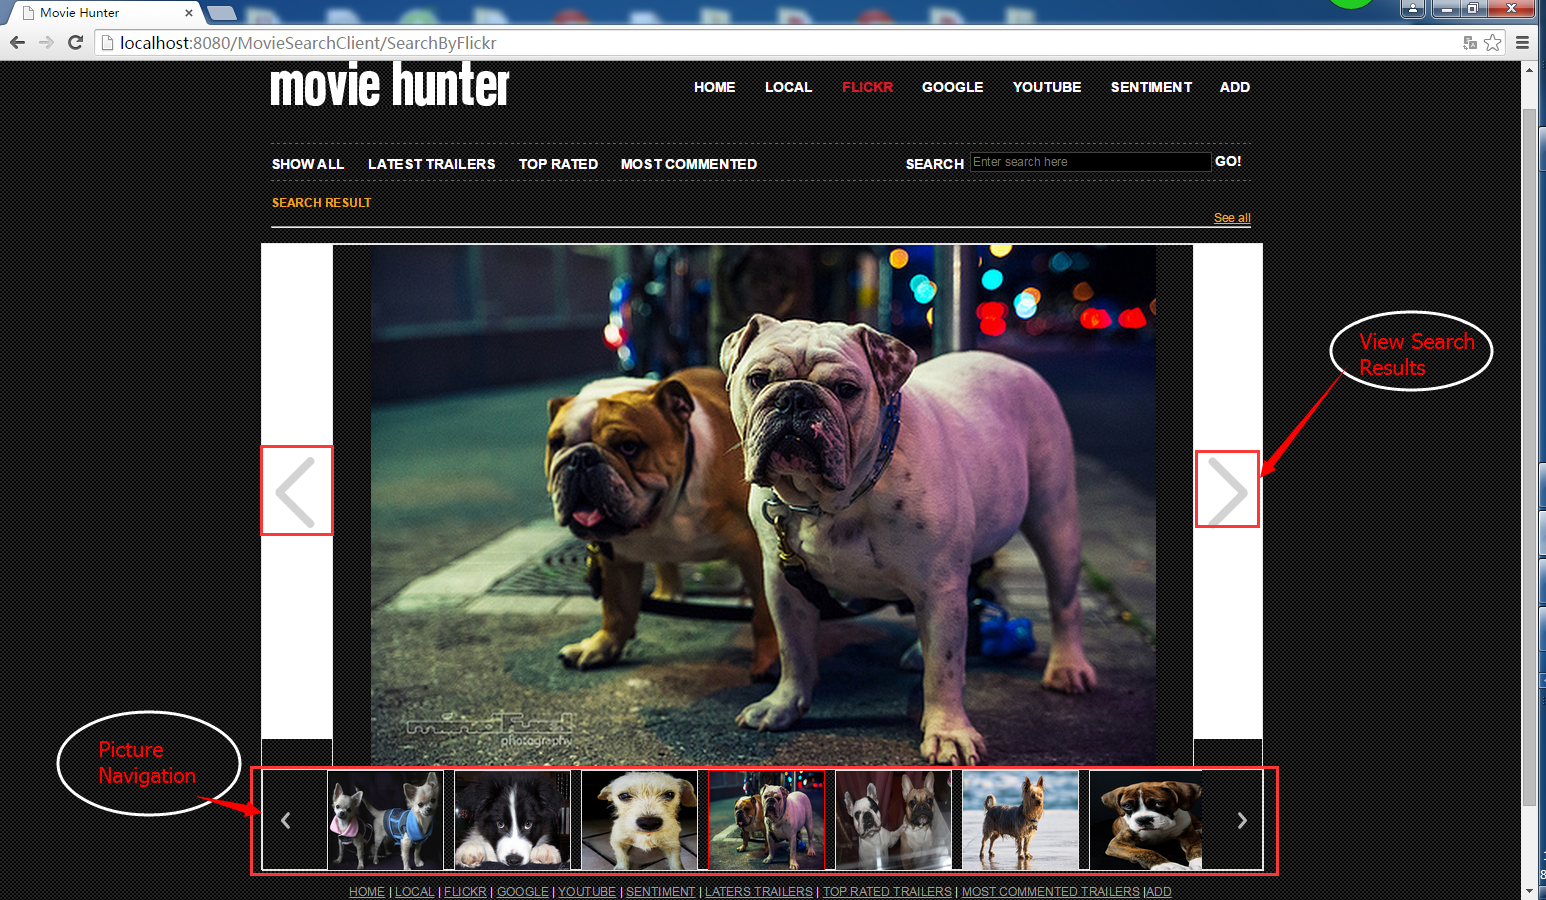 Movie Hunter
localhost:8080/MovieSearchClient/SearchByFlickr
movie hunter
HOME LOCAL FLICKR GOOGLE YOUTUBE SENTIMENT ADD
SHOW ALL LATEST TRAILERS TOP RATED MOST COMMENTED SEARCH Enter search here GO!
SEARCH RESULT
See all
View Search
Results
photography
Picture
Navigation
HOME | LOCAL | FLICKR | GOOGLE | YOUTUBE | SENTIMENT | LATERS TRAILERS | TOP RATED TRAILERS | MOST COMMENTED TRAILERS |ADD